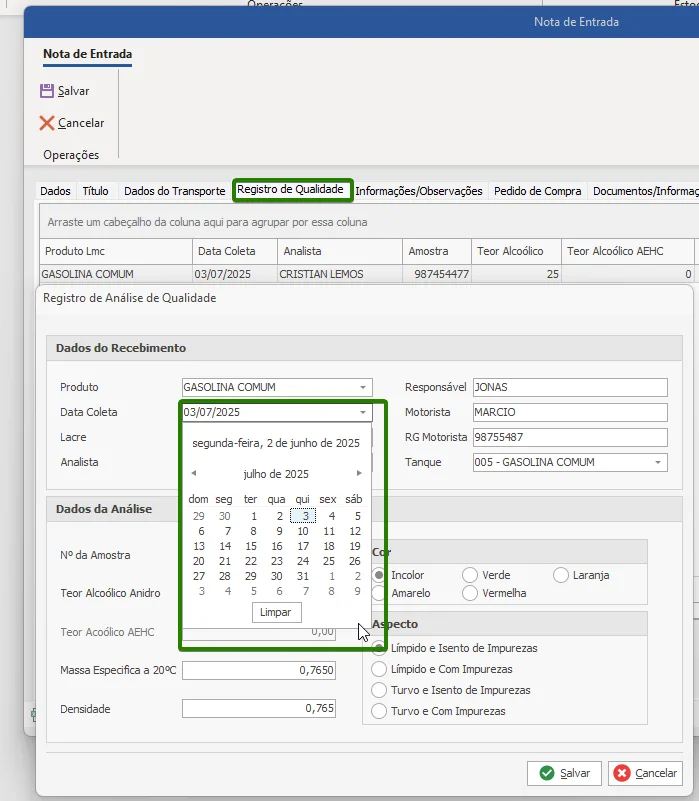 Operações
Nota de Entrada
Nota de Entrada
Salvar
Cancelar
Operações
Dados Título Dados do Transporte Registro de Qualidade Informações/Observações Pedido de Compra
Arraste um cabeçalho da coluna aqui para agrupar por essa coluna
Produto Lmc Data Coleta Analista Amostra Teor Alcoólico Teor Alcoólico AEHC
GASOLINA COMUM 03/07/2025 CRISTIAN LEMOS 987454477 25 0
Registro de Análise de Qualidade
Dados do Recebimento
Produto GASOLINA COMUM Responsável JONAS
Data Coleta 03/07/2025 Motorista MARCIO
Lacre RG Motorista 98755487
Analista Tanque 005 - GASOLINA COMUM
segunda-feira, 2 de junho de 2025
julho de 2025
dom seg ter qua qui sex sáb
29 30 1 2 3 4 5
6 7 8 9 10 11 12
13 14 15 16 17 18 19
20 21 22 23 24 25 26
27 28 29 30 31 1 2
3 4 5 6 7 8 9
Limpar
Dados da Análise
Nº da Amostra
Teor Alcoólico Anidro
Teor Acoólico AEHC 0,00
Massa Especifica a 20ºC 0,7650
Densidade 0,765
Cor
Incolor Verde Laranja
Amarelo Vermelha
Aspecto
Límpido e Isento de Impurezas
Límpido e Com Impurezas
Turvo e Isento de Impurezas
Turvo e Com Impurezas
Salvar Cancelar